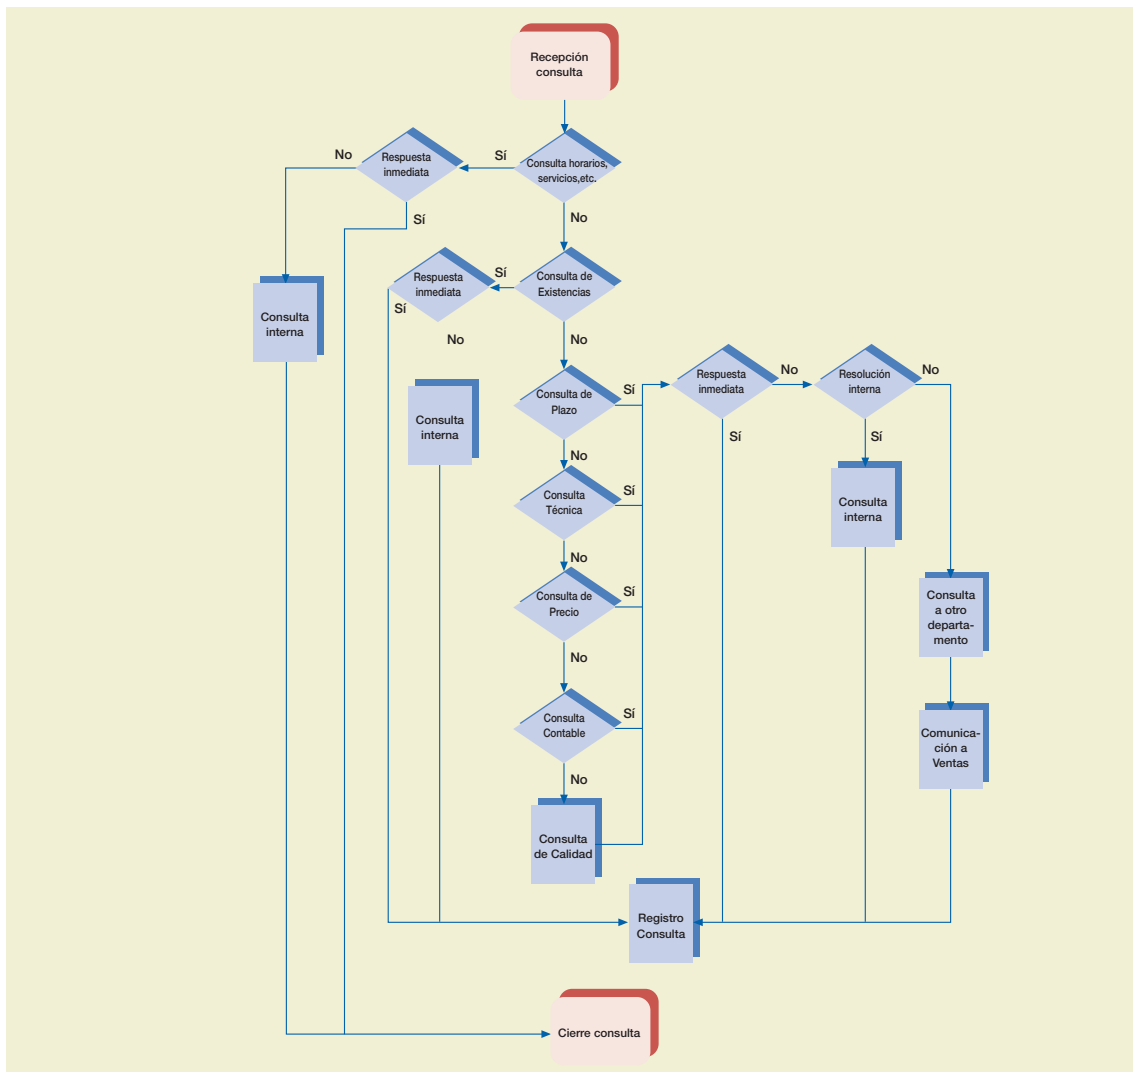 Recepción
consulta
No
Respuesta
inmediata
Sí
Consulta horarios,
servicios,etc.
Sí
No
Respuesta
inmediata
Sí
Consulta de
Existencias
Sí
No
No
Consulta
interna
Consulta
interna
Consulta de
Plazo
Sí
No
Respuesta
inmediata
No
Resolución
interna
No
Sí
Sí
Consulta
Técnica
Sí
No
Consulta
interna
Consulta de
Precio
Sí
No
Consulta
a otro
departa-
mento
Consulta
Contable
Sí
No
Comunica-
ción a
Ventas
Consulta
de Calidad
Registro
Consulta
Cierre consulta